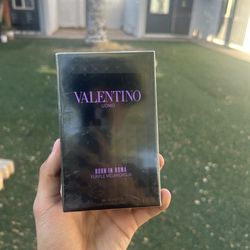 VALENTINO
UOMO
BORN IN ROMA
PURPLE MELANCHOLIA